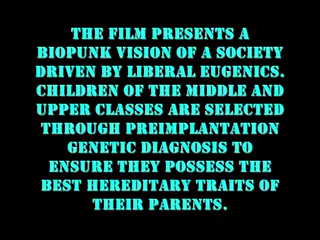 THE FILM PRESENTS A
BIOPUNK VISION OF A SOCIETY
DRIVEN BY LIBERAL EUGENICS.
CHILDREN OF THE MIDDLE AND
UPPER CLASSES ARE SELECTED
THROUGH PREIMPLANTATION
GENETIC DIAGNOSIS TO
ENSURE THEY POSSESS THE
BEST HEREDITARY TRAITS OF
THEIR PARENTS.